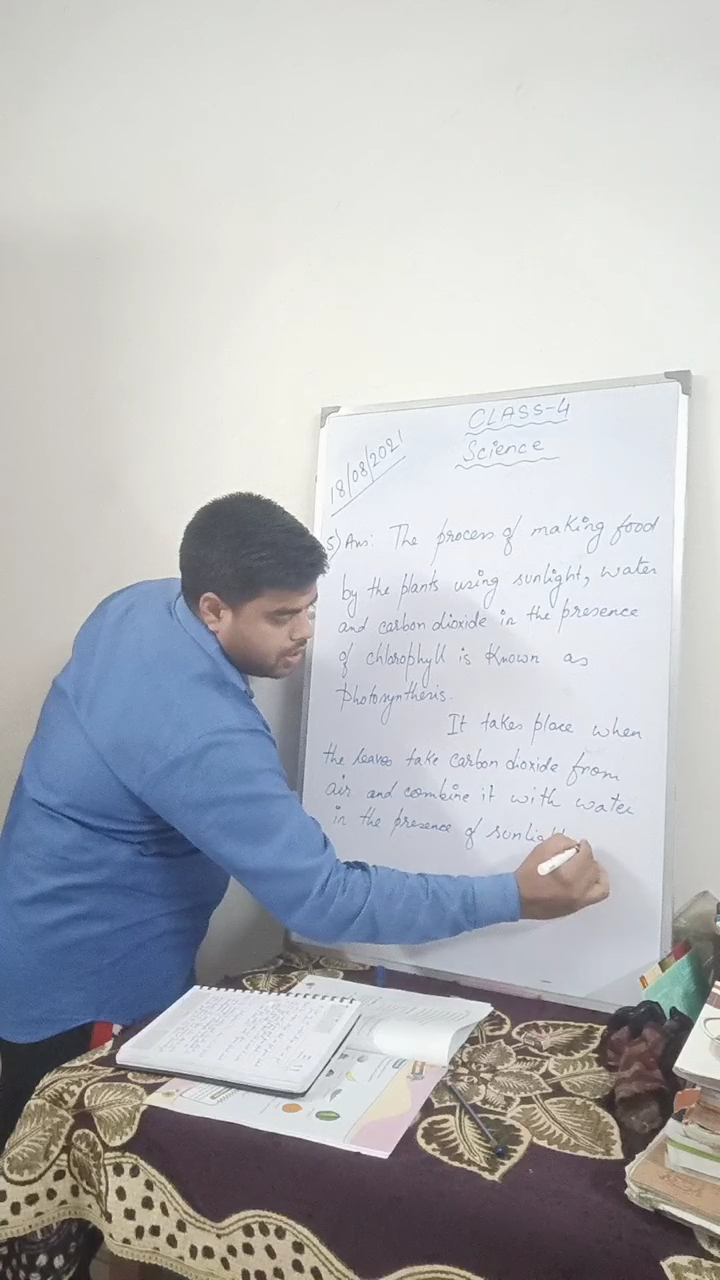 CLASS-4
Science
18/08/2021
5) Ans: The process of making food
by the plants using sunlight, water
and carbon dioxide in the presence
of chlorophyll is known as
Photosynthesis.
It takes place when
the leaves take carbon dioxide from
air and combine it with water
in the presence of sunlight